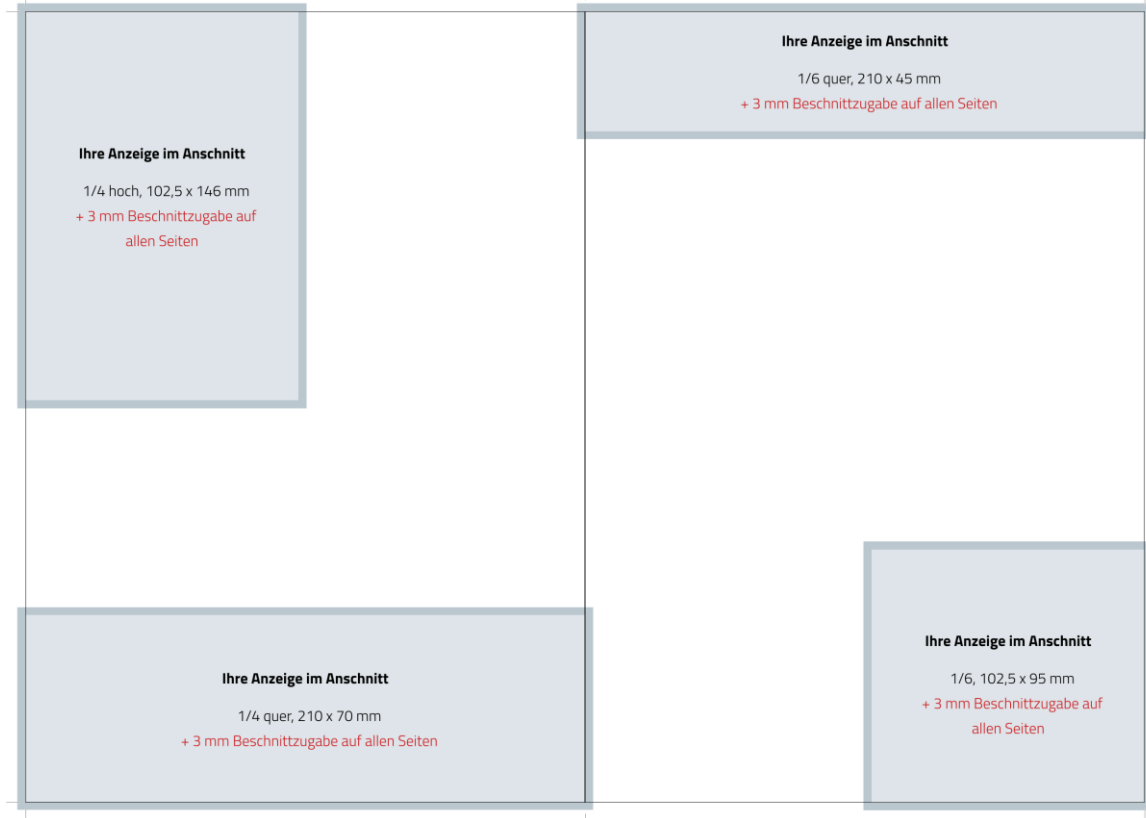 Ihre Anzeige im Anschnitt
1/4 hoch, 102,5 x 146 mm
+ 3 mm Beschnittzugabe auf
allen Seiten
Ihre Anzeige im Anschnitt
1/4 quer, 210 x 70 mm
+ 3 mm Beschnittzugabe auf allen Seiten
Ihre Anzeige im Anschnitt
1/6 quer, 210 x 45 mm
+ 3 mm Beschnittzugabe auf allen Seiten
Ihre Anzeige im Anschnitt
1/6, 102,5 x 95 mm
+ 3 mm Beschnittzugabe auf
allen Seiten